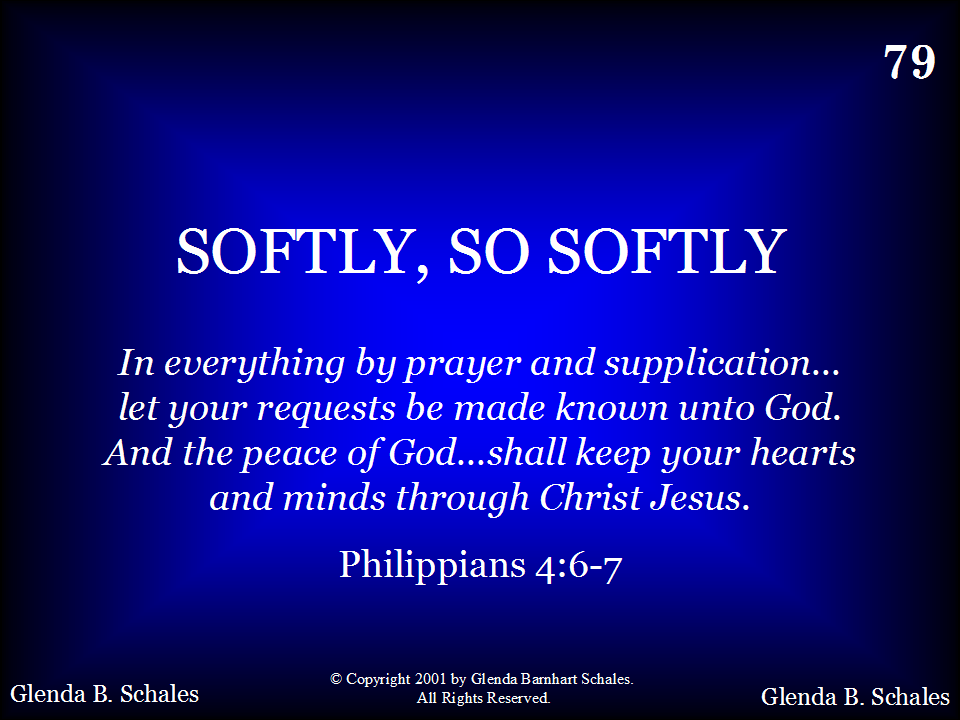 79
SOFTLY, SO SOFTLY
In everything by prayer and supplication...
let your requests be made known unto God.
And the peace of God...shall keep your hearts
and minds through Christ Jesus.
Philippians 4:6-7
Glenda B. Schales
© Copyright 2001 by Glenda Barnhart Schales.
All Rights Reserved.
Glenda B. Schales